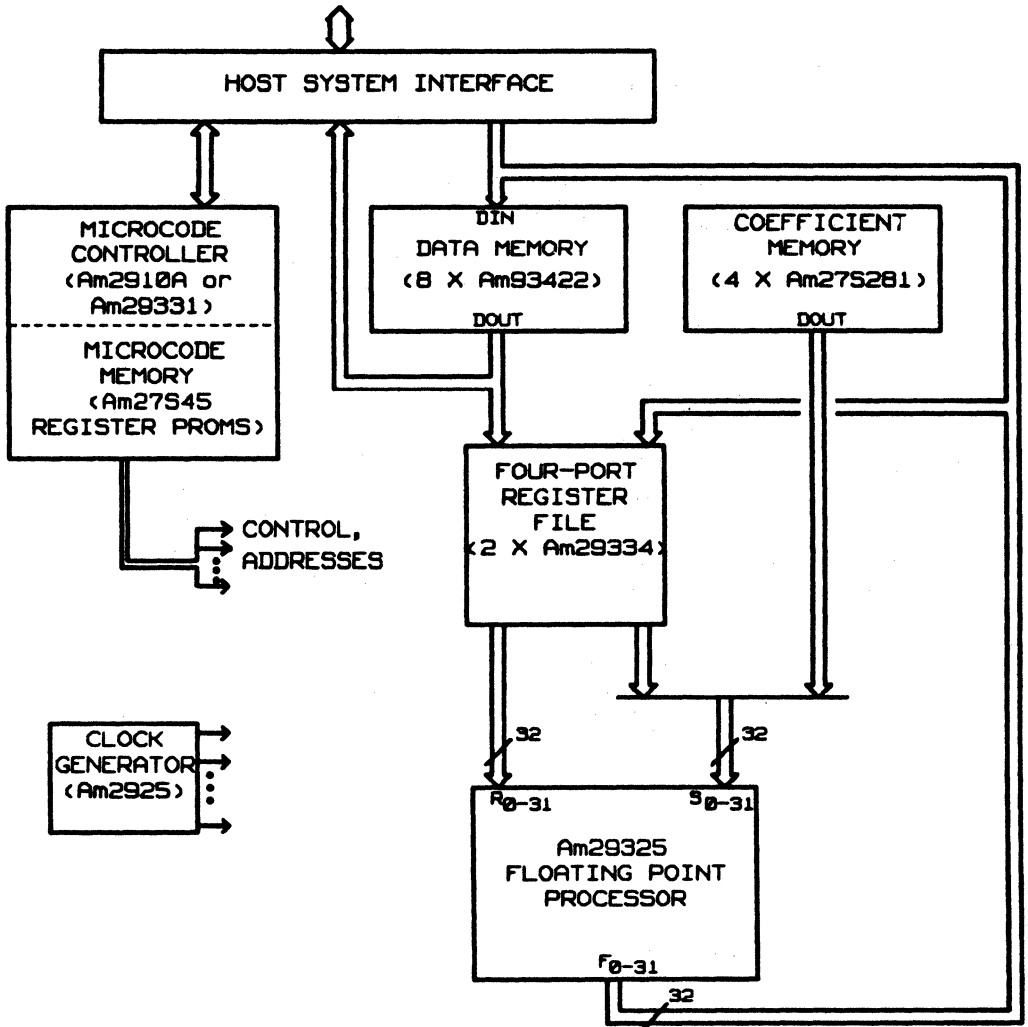 HOST SYSTEM INTERFACE
MICROCODE
CONTROLLER
(Am2910A or
Am29331)
MICROCODE
MEMORY
(Am27S45
REGISTER PROMS)
CONTROL,
ADDRESSES
DIN
DATA MEMORY
(8 X Am93422)
DOUT
COEFFICIENT
MEMORY
(4 X Am27S281)
DOUT
FOUR-PORT
REGISTER
FILE
(2 X Am29334)
CLOCK
GENERATOR
(Am2925)
32
32
R0-31
S0-31
Am29325
FLOATING POINT
PROCESSOR
F0-31
32